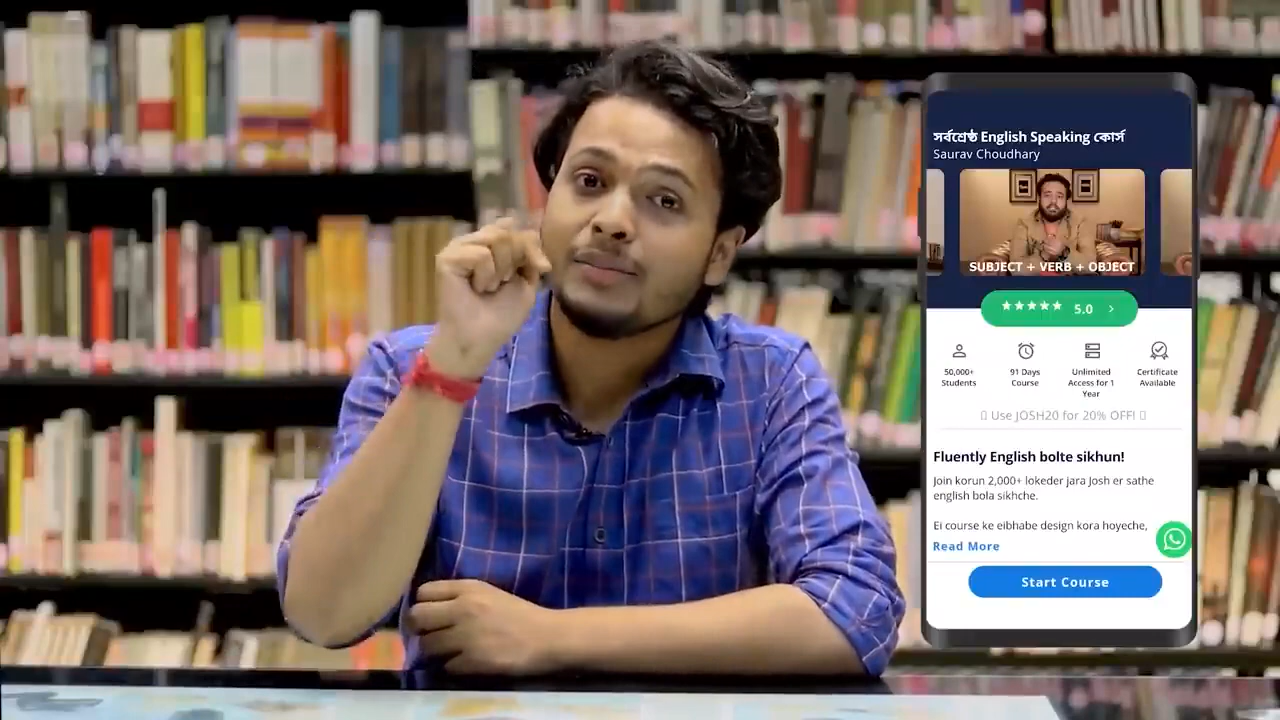 সর্বশ্রেষ্ঠ English Speaking কোর্স
Saurav Choudhary
SUBJECT + VERB + OBJECT
★★★★★ 5.0 >
50,000+
Students
91 Days
Course
Unlimited
Access for 1
Year
Certificate
Available
Use JOSH20 for 20% OFF!
Fluently English bolte sikhun!
Join korun 2,000+ lokeder jara Josh er sathe
english bola sikhche.
Ei course ke eibhabe design kora hoyeche,
Read More
Start Course